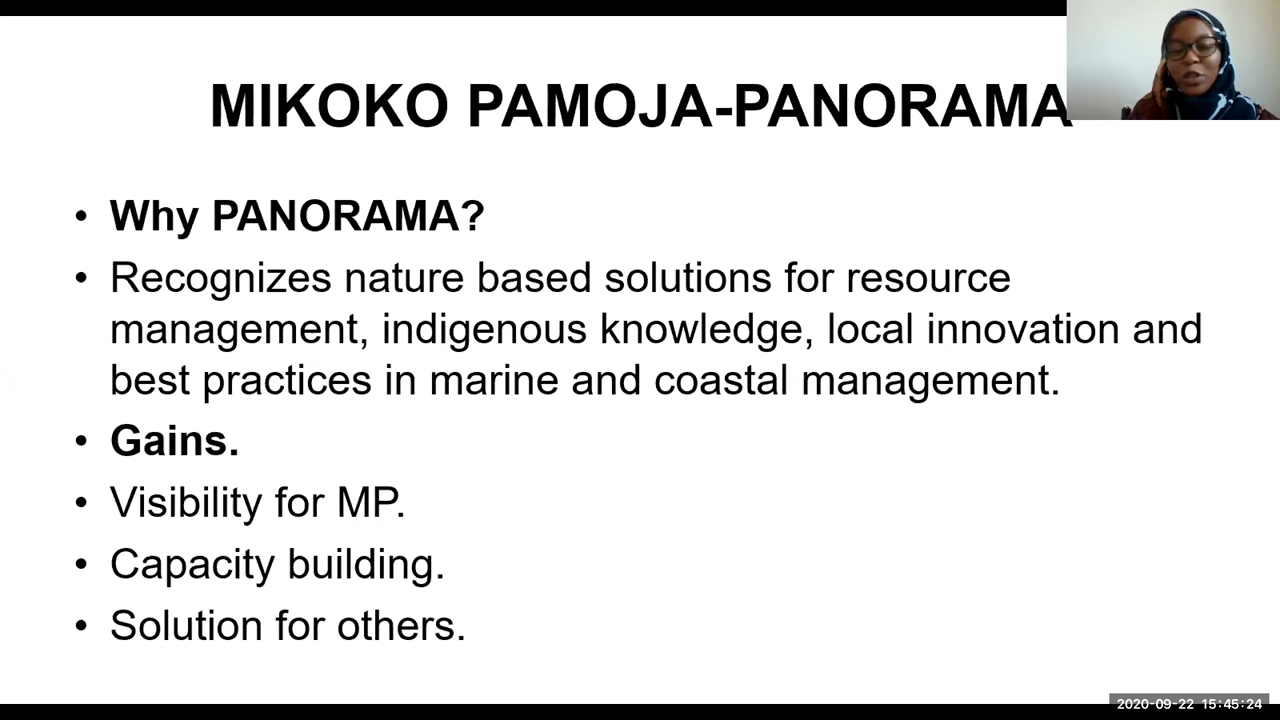 MIKOKO PAMOJA-PANORAMA
• Why PANORAMA?
• Recognizes nature based solutions for resource
management, indigenous knowledge, local innovation and
best practices in marine and coastal management.
• Gains.
• Visibility for MP.
• Capacity building.
• Solution for others.
2020-09-22 15:45:24